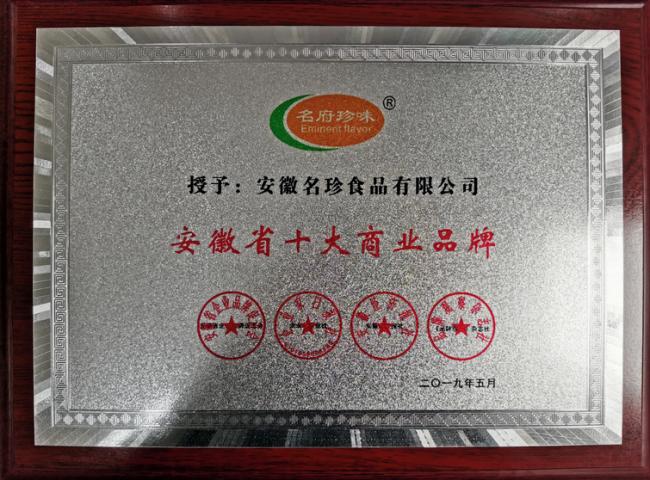 名府珍味®
Eminent flavor
授予：安徽名珍食品有限公司
安徽省十大商业品牌
二〇一九年五月